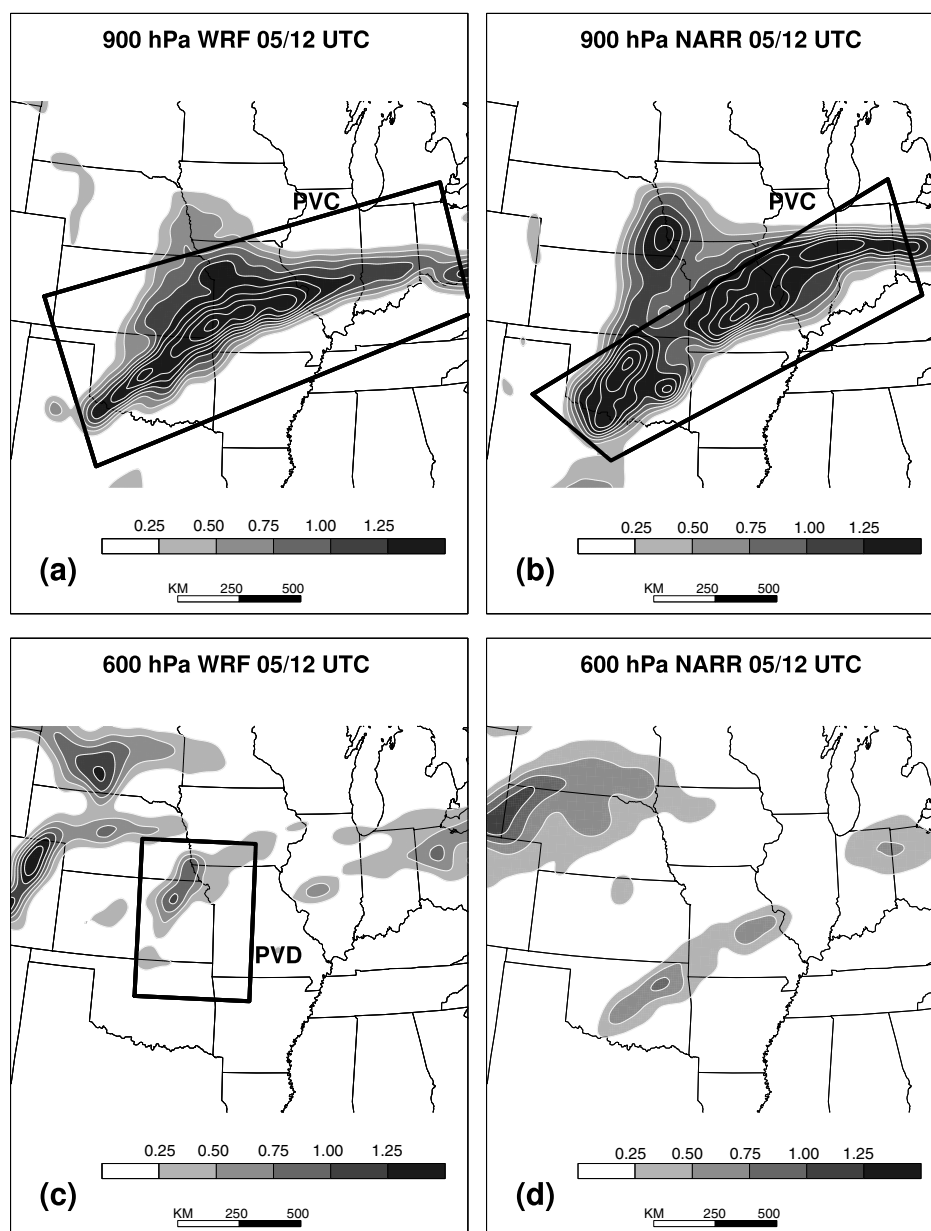 900 hPa WRF 05/12 UTC
PVC
0.25 0.50 0.75 1.00 1.25
(a)
KM 250 500
900 hPa NARR 05/12 UTC
PVC
0.25 0.50 0.75 1.00 1.25
(b)
KM 250 500
600 hPa WRF 05/12 UTC
PVD
0.25 0.50 0.75 1.00 1.25
(c)
KM 250 500
600 hPa NARR 05/12 UTC
0.25 0.50 0.75 1.00 1.25
(d)
KM 250 500